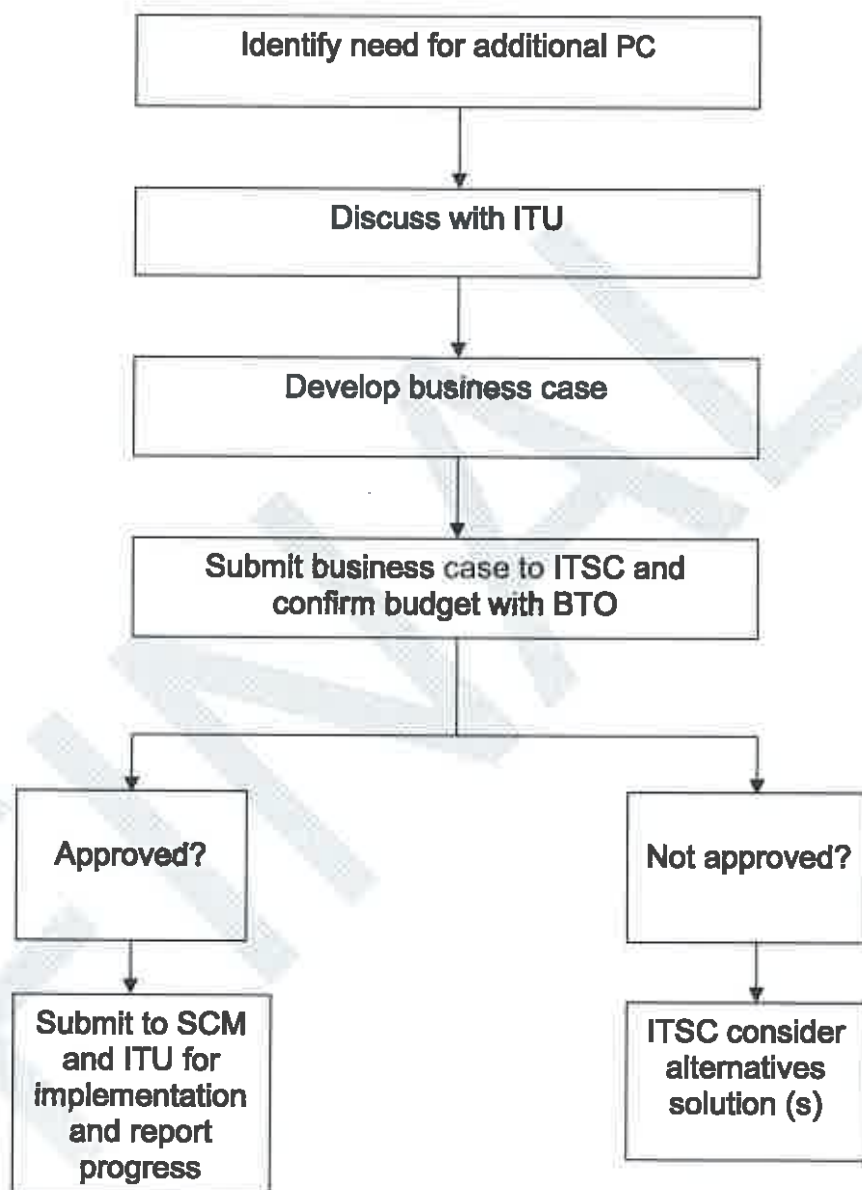 Identify need for additional PC
Discuss with ITU
Develop business case
Submit business case to ITSC and
confirm budget with BTO
Approved?
Not approved?
Submit to SCM
and ITU for
implementation
and report
progress
ITSC consider
alternatives
solution (s)
FINAL